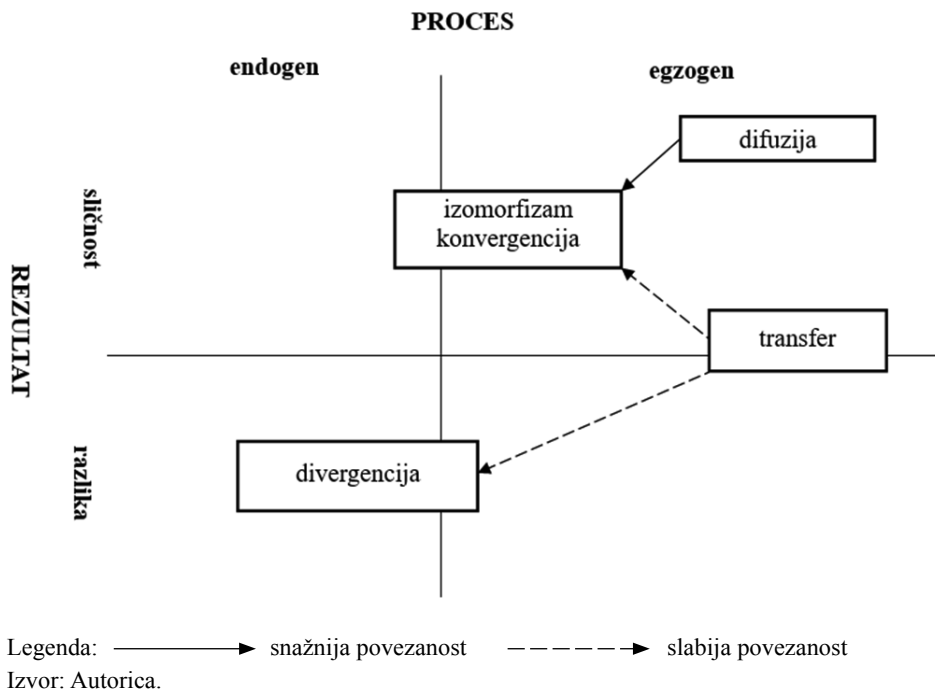 PROCES
endogen
egzogen
difuzija
sličnost
izomorfizam
konvergencija
REZULTAT
transfer
razlika
divergencija
Legenda: snažnija povezanost slabija povezanost
Izvor: Autorica.